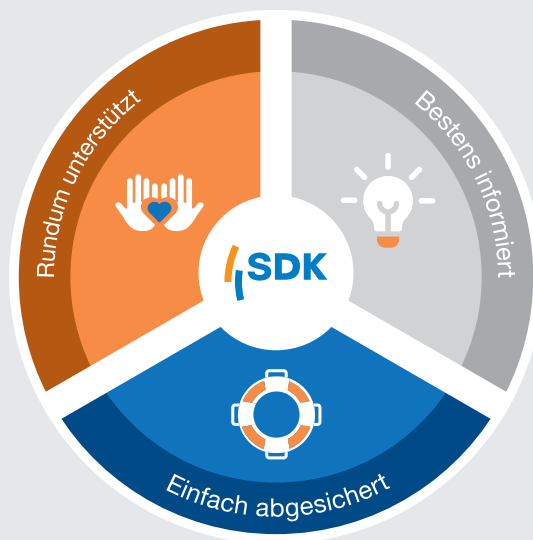 Rundum unterstützt
Bestens informiert
SDK
Einfach abgesichert